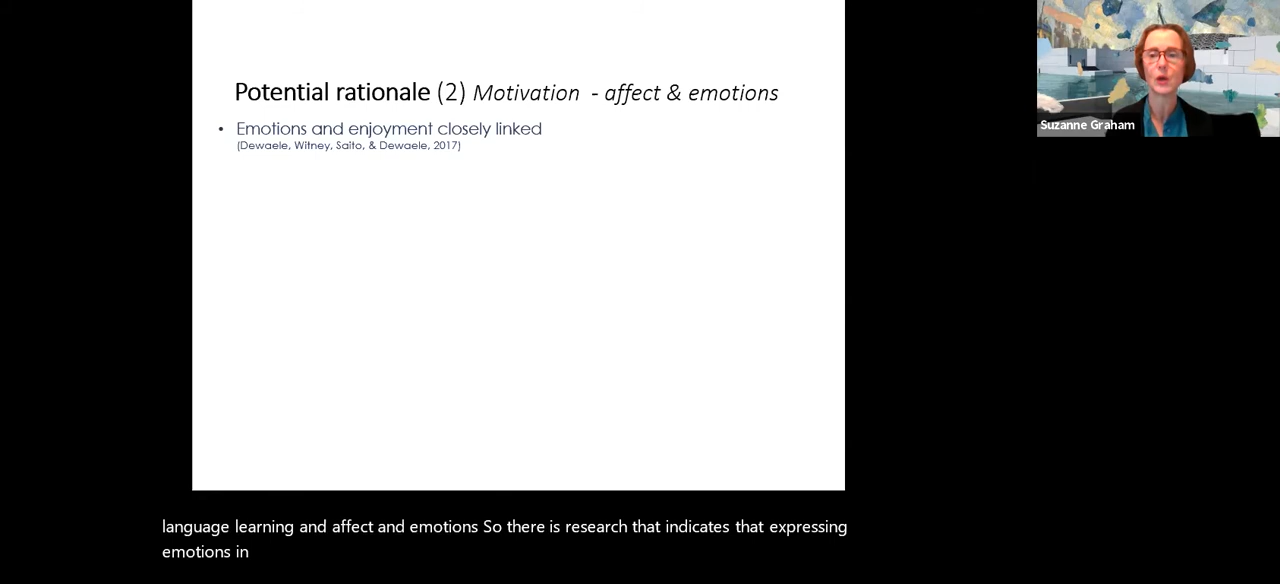 Potential rationale (2) Motivation - affect & emotions
• Emotions and enjoyment closely linked
(Dewaele, Witney, Saito, & Dewaele, 2017)
Suzanne Graham
language learning and affect and emotions So there is research that indicates that expressing
emotions in